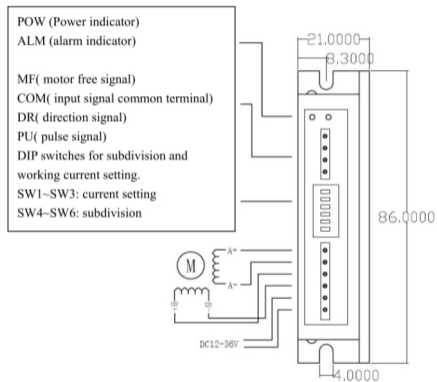 POW (Power indicator)
ALM (alarm indicator)
MF( motor free signal)
COM( input signal common terminal)
DR( direction signal)
PU( pulse signal)
DIP switches for subdivision and
working current setting.
SW1~SW3: current setting
SW4~SW6: subdivision
21.0000
8.3000
86.0000
A+
M
A-
DC12-36V
4.0000